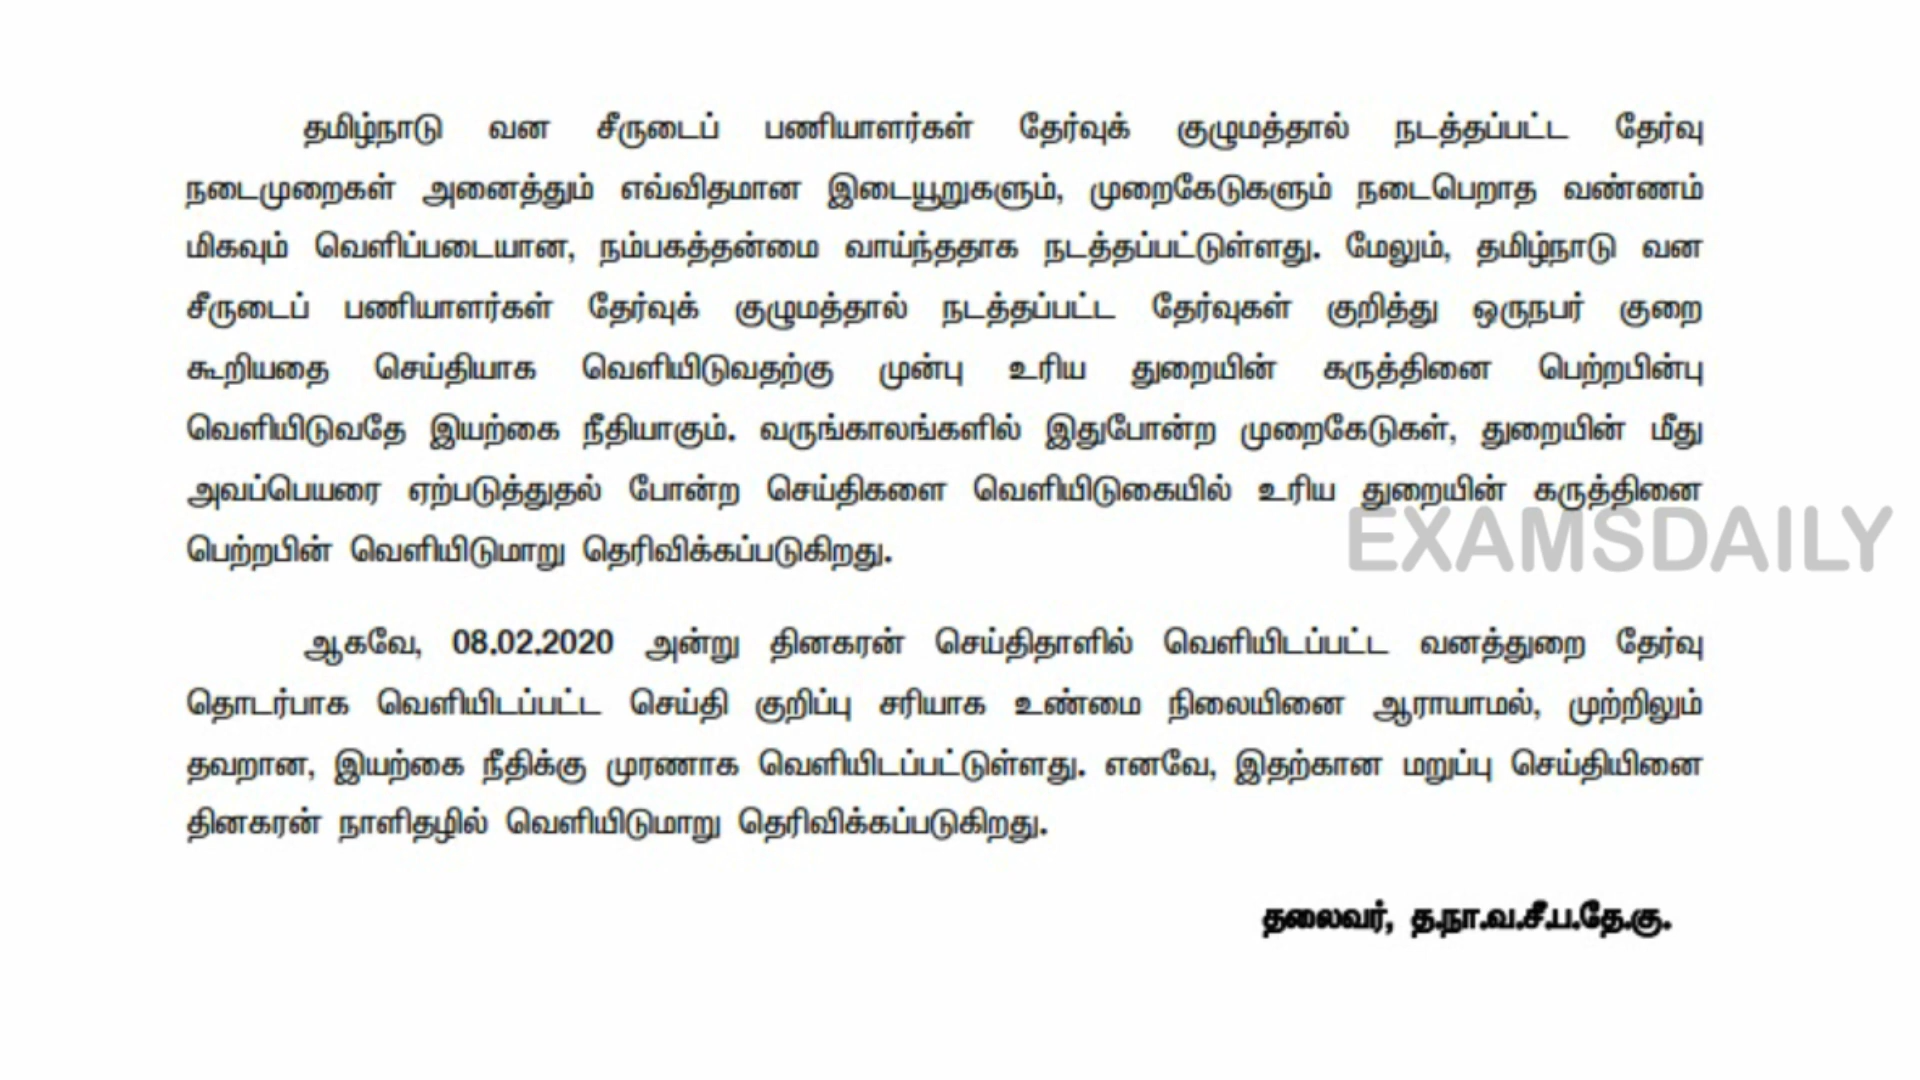 தமிழ்நாடு வன சீருடைப் பணியாளர்கள் தேர்வுக் குழுமத்தால் நடத்தப்பட்ட தேர்வு
நடைமுறைகள் அனைத்தும் எவ்விதமான இடையூறுகளும், முறைகேடுகளும் நடைபெறாத வண்ணம்
மிகவும் வெளிப்படையான, நம்பகத்தன்மை வாய்ந்ததாக நடத்தப்பட்டுள்ளது. மேலும், தமிழ்நாடு வன
சீருடைப் பணியாளர்கள் தேர்வுக் குழுமத்தால் நடத்தப்பட்ட தேர்வுகள் குறித்து ஒருநபர் குறை
கூறியதை செய்தியாக வெளியிடுவதற்கு முன்பு உரிய துறையின் கருத்தினை பெற்றபின்பு
வெளியிடுவதே இயற்கை நீதியாகும். வருங்காலங்களில் இதுபோன்ற முறைகேடுகள், துறையின் மீது
அவப்பெயரை ஏற்படுத்துதல் போன்ற செய்திகளை வெளியிடுகையில் உரிய துறையின் கருத்தினை
பெற்றபின் வெளியிடுமாறு தெரிவிக்கப்படுகிறது.
EXAMSDAILY
ஆகவே, 08.02.2020 அன்று தினகரன் செய்திதாளில் வெளியிடப்பட்ட வனத்துறை தேர்வு
தொடர்பாக வெளியிடப்பட்ட செய்தி குறிப்பு சரியாக உண்மை நிலையினை ஆராயாமல், முற்றிலும்
தவறான, இயற்கை நீதிக்கு முரணாக வெளியிடப்பட்டுள்ளது. எனவே, இதற்கான மறுப்பு செய்தியினை
தினகரன் நாளிதழில் வெளியிடுமாறு தெரிவிக்கப்படுகிறது.
தலைவர், த.நா.வ.சீ.ப.தே.கு.